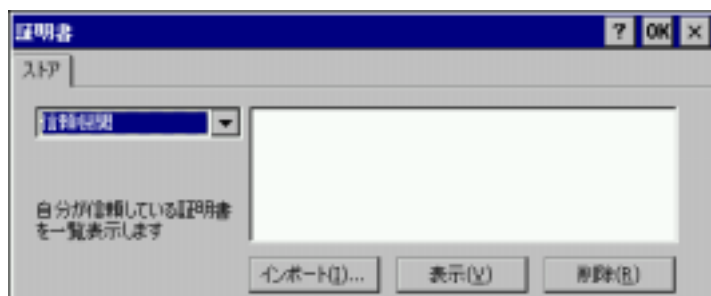 証明書 ? OK ×
ストア
信頼機関
自分が信頼している証明書
を一覧表示します
インポート(I)... 表示(V) 削除(R)